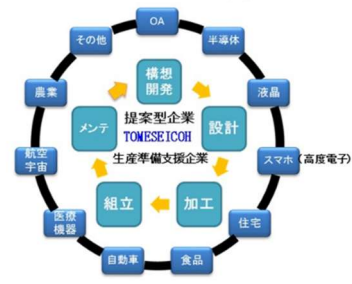 OA
半導体
液晶
スマホ(高度電子)
住宅
食品
自動車
医療
機器
航空
宇宙
農業
その他
構想
開発
設計
加工
組立
メンテ
提案型企業
TOMESEICOH
生産準備支援企業